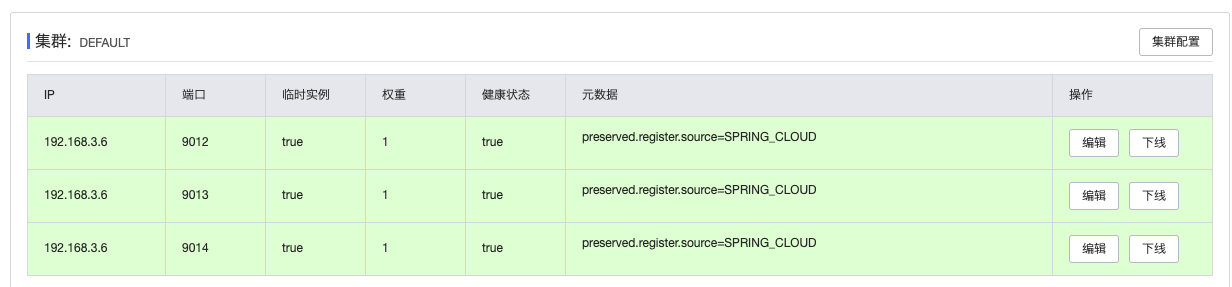 集群: DEFAULT 集群配置
IP 端口 临时实例 权重 健康状态 元数据 操作
192.168.3.6 9012 true 1 true preserved.register.source=SPRING_CLOUD 编辑 下线
192.168.3.6 9013 true 1 true preserved.register.source=SPRING_CLOUD 编辑 下线
192.168.3.6 9014 true 1 true preserved.register.source=SPRING_CLOUD 编辑 下线